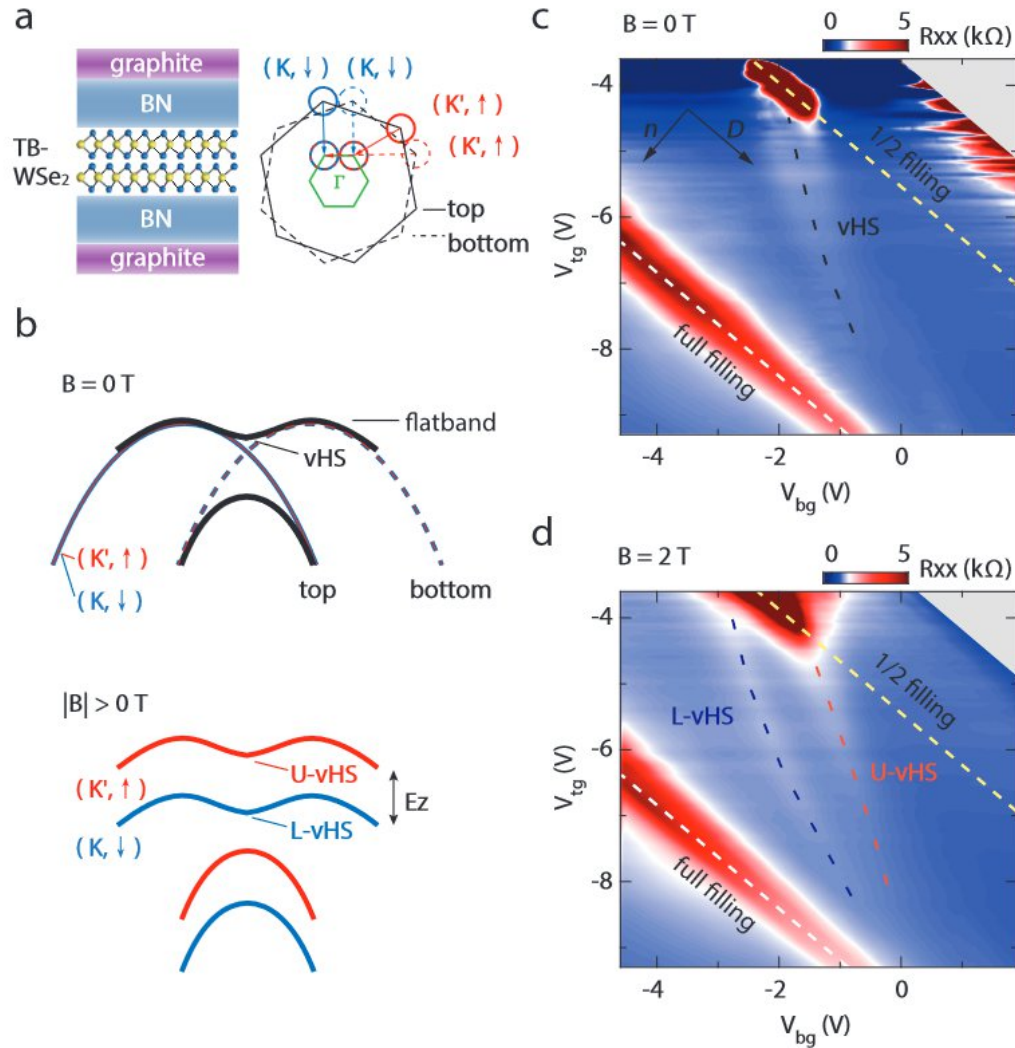 a
graphite
BN
TB-
WSe₂
BN
graphite
(K, ↓) (K, ↓)
(K', ↑)
(K', ↑)
Γ
top
bottom
b
B = 0 T
flatband
vHS
(K', ↑)
(K, ↓)
top
bottom
|B| > 0 T
U-vHS
(K', ↑)
Ez
L-vHS
(K, ↓)
c
B = 0 T
0 5
Rxx (kΩ)
n
D
1/2 filling
vHS
full filling
-4
-6
-8
Vtg (V)
-4 -2 0
Vbg (V)
d
B = 2 T
0 5
Rxx (kΩ)
1/2 filling
L-vHS
U-vHS
full filling
-4
-6
-8
Vtg (V)
-4 -2 0
Vbg (V)